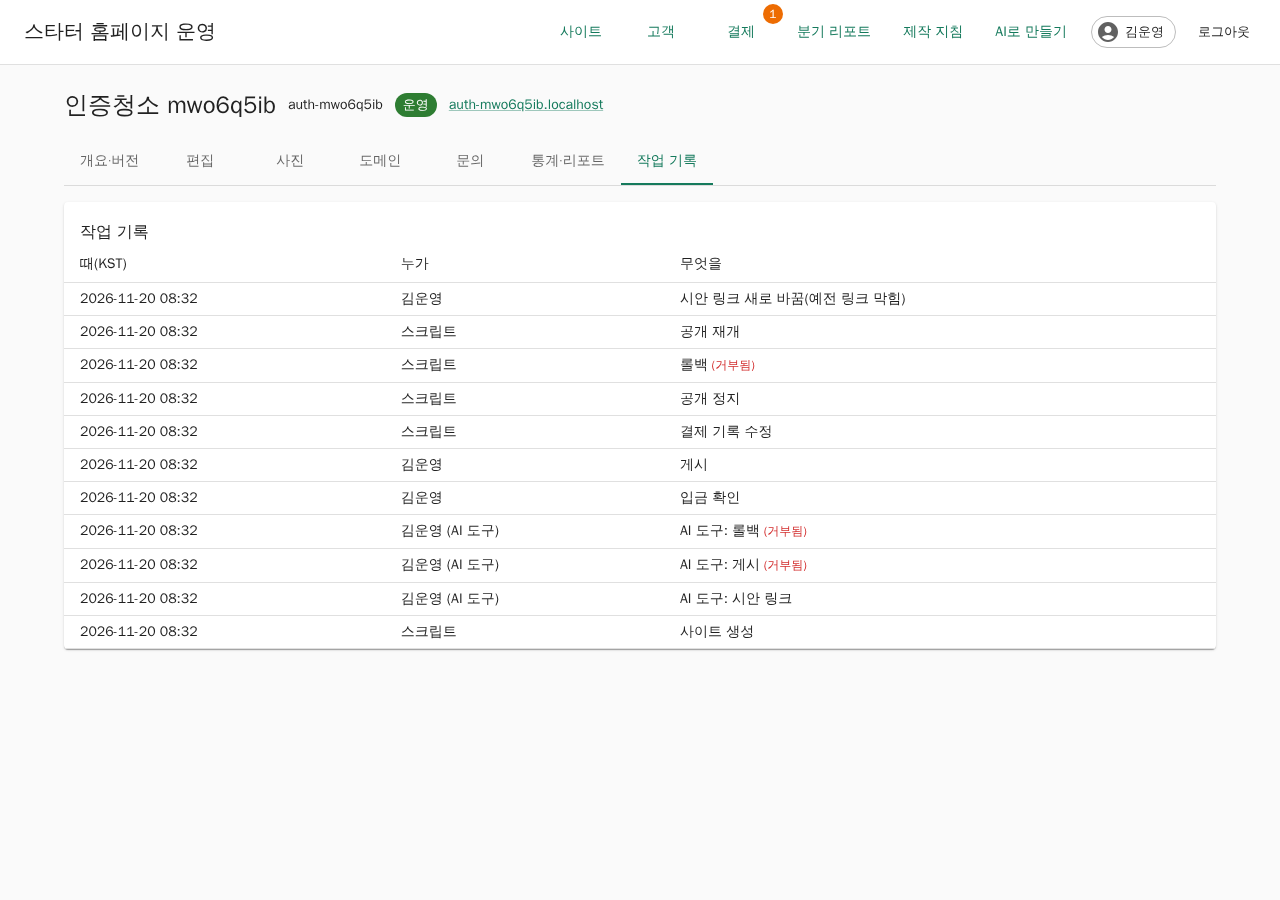 스타터 홈페이지 운영
사이트
고객
결제
1
분기 리포트
제작 지침
AI로 만들기
김운영
로그아웃
인증청소 mwo6q5ib auth-mwo6q5ib 운영 auth-mwo6q5ib.localhost
개요·버전 편집 사진 도메인 문의 통계·리포트 작업 기록
작업 기록
때(KST) 누가 무엇을
2026-11-20 08:32 김운영 시안 링크 새로 바꿈(예전 링크 막힘)
2026-11-20 08:32 스크립트 공개 재개
2026-11-20 08:32 스크립트 롤백 (거부됨)
2026-11-20 08:32 스크립트 공개 정지
2026-11-20 08:32 스크립트 결제 기록 수정
2026-11-20 08:32 김운영 게시
2026-11-20 08:32 김운영 입금 확인
2026-11-20 08:32 김운영 (AI 도구) AI 도구: 롤백 (거부됨)
2026-11-20 08:32 김운영 (AI 도구) AI 도구: 게시 (거부됨)
2026-11-20 08:32 김운영 (AI 도구) AI 도구: 시안 링크
2026-11-20 08:32 스크립트 사이트 생성